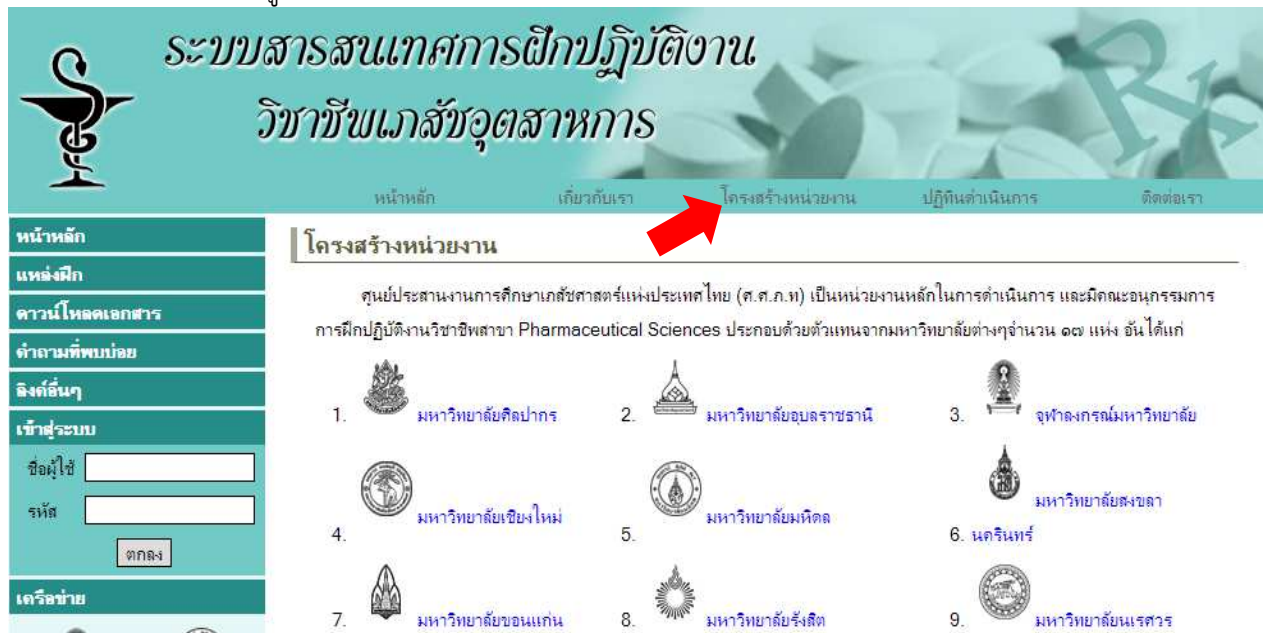 ระบบสารสนเทศการฝึกปฏิบัติงาน
วิชาชีพเภสัชอุตสาหการ
Rx
หน้าหลัก เกี่ยวกับเรา โครงสร้างหน่วยงาน ปฏิทินดำเนินการ ติดต่อเรา
หน้าหลัก
แหล่งฝึก
ดาวน์โหลดเอกสาร
คำถามที่พบบ่อย
ลิงค์อื่นๆ
เข้าสู่ระบบ
ชื่อผู้ใช้
รหัส
ตกลง
เครือข่าย
โครงสร้างหน่วยงาน
ศูนย์ประสานงานการศึกษาเภสัชศาสตร์แห่งประเทศไทย (ศ.ศ.ภ.ท) เป็นหน่วยงานหลักในการดำเนินการ และมีคณะอนุกรรมการ
การฝึกปฏิบัติงานวิชาชีพสาขา Pharmaceutical Sciences ประกอบด้วยตัวแทนจากมหาวิทยาลัยต่างๆจำนวน ๑๗ แห่ง อันได้แก่
1. มหาวิทยาลัยศิลปากร 2. มหาวิทยาลัยอุบลราชธานี 3. จุฬาลงกรณ์มหาวิทยาลัย
4. มหาวิทยาลัยเชียงใหม่ 5. มหาวิทยาลัยมหิดล มหาวิทยาลัยสงขลา
6. นครินทร์
7. มหาวิทยาลัยขอนแก่น 8. มหาวิทยาลัยรังสิต 9. มหาวิทยาลัยนเรศวร